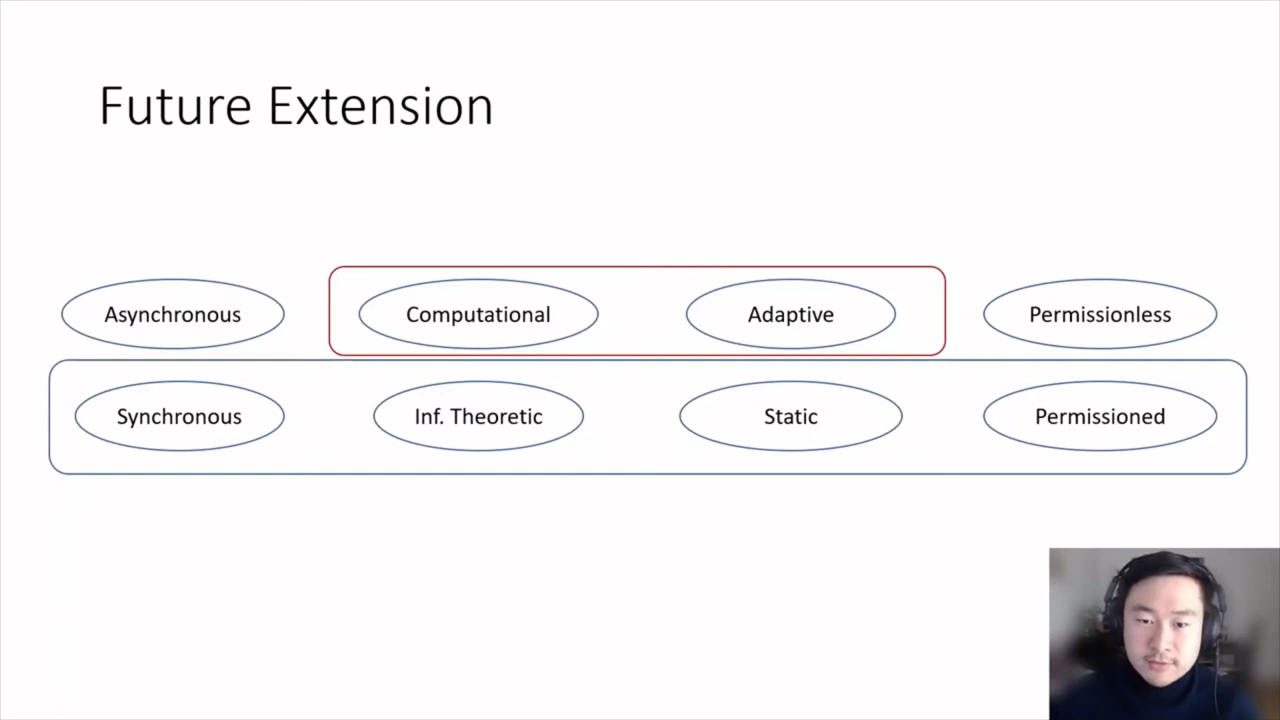 Future Extension
Asynchronous
Computational
Adaptive
Permissionless
Synchronous
Inf. Theoretic
Static
Permissioned